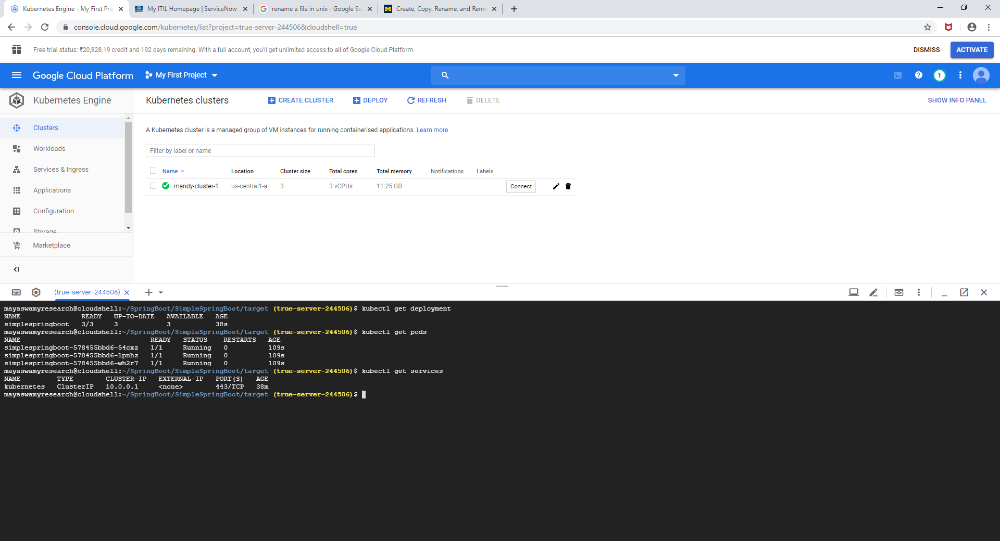 Kubernetes Engine - My First Pro
My ITIL Homepage | ServiceNow
rename a file in unix - Google Se
Create, Copy, Rename, and Remo
console.cloud.google.com/kubernetes/list?project=true-server-244506&cloudshell=true
Free trial status: ₹20,828.19 credit and 192 days remaining. With a full account, you'll get unlimited access to all of Google Cloud Platform.
DISMISS
ACTIVATE
Google Cloud Platform
My First Project
1
Kubernetes Engine
Kubernetes clusters
CREATE CLUSTER
DEPLOY
REFRESH
DELETE
SHOW INFO PANEL
Clusters
Workloads
Services & Ingress
Applications
Configuration
Storage
Marketplace
A Kubernetes cluster is a managed group of VM instances for running containerised applications. Learn more
Filter by label or name
Name Location Cluster size Total cores Total memory Notifications Labels
mandy-cluster-1 us-central1-a 3 3 vCPUs 11.25 GB Connect
(true-server-244506)
mayaswamyresearch@cloudshell:~/SpringBoot/SimpleSpringBoot/target (true-server-244506)$ kubectl get deployment
NAME READY UP-TO-DATE AVAILABLE AGE
simplespringboot 3/3 3 3 38s
mayaswamyresearch@cloudshell:~/SpringBoot/SimpleSpringBoot/target (true-server-244506)$ kubectl get pods
NAME READY STATUS RESTARTS AGE
simplespringboot-578455bbd6-54cxz 1/1 Running 0 109s
simplespringboot-578455bbd6-lpnhz 1/1 Running 0 109s
simplespringboot-578455bbd6-wh2r7 1/1 Running 0 109s
mayaswamyresearch@cloudshell:~/SpringBoot/SimpleSpringBoot/target (true-server-244506)$ kubectl get services
NAME TYPE CLUSTER-IP EXTERNAL-IP PORT(S) AGE
kubernetes ClusterIP 10.0.0.1 <none> 443/TCP 38m
mayaswamyresearch@cloudshell:~/SpringBoot/SimpleSpringBoot/target (true-server-244506)$